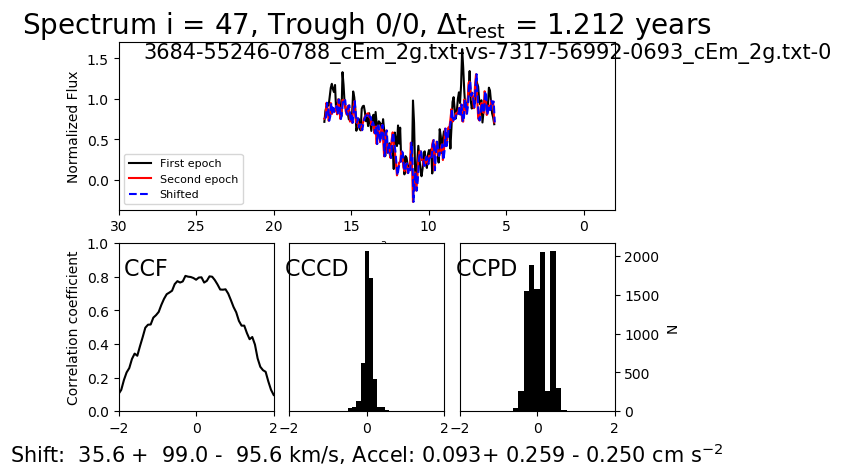 Spectrum i = 47, Trough 0/0, Δt_rest = 1.212 years
3684-55246-0788_cEm_2g.txt-vs-7317-56992-0693_cEm_2g.txt-0
Normalized Flux
1.5
1.0
0.5
0.0
First epoch
Second epoch
Shifted
30 25 20 15 10 5 0
Correlation coefficient
1.0
0.8
0.6
0.4
0.2
0.0
CCF
−2 0 2
CCCD
−2 0 2
CCPD
−2 0 2
2000
1500
1000
500
0
N
Shift: 35.6 + 99.0 - 95.6 km/s, Accel: 0.093+ 0.259 - 0.250 cm s⁻²